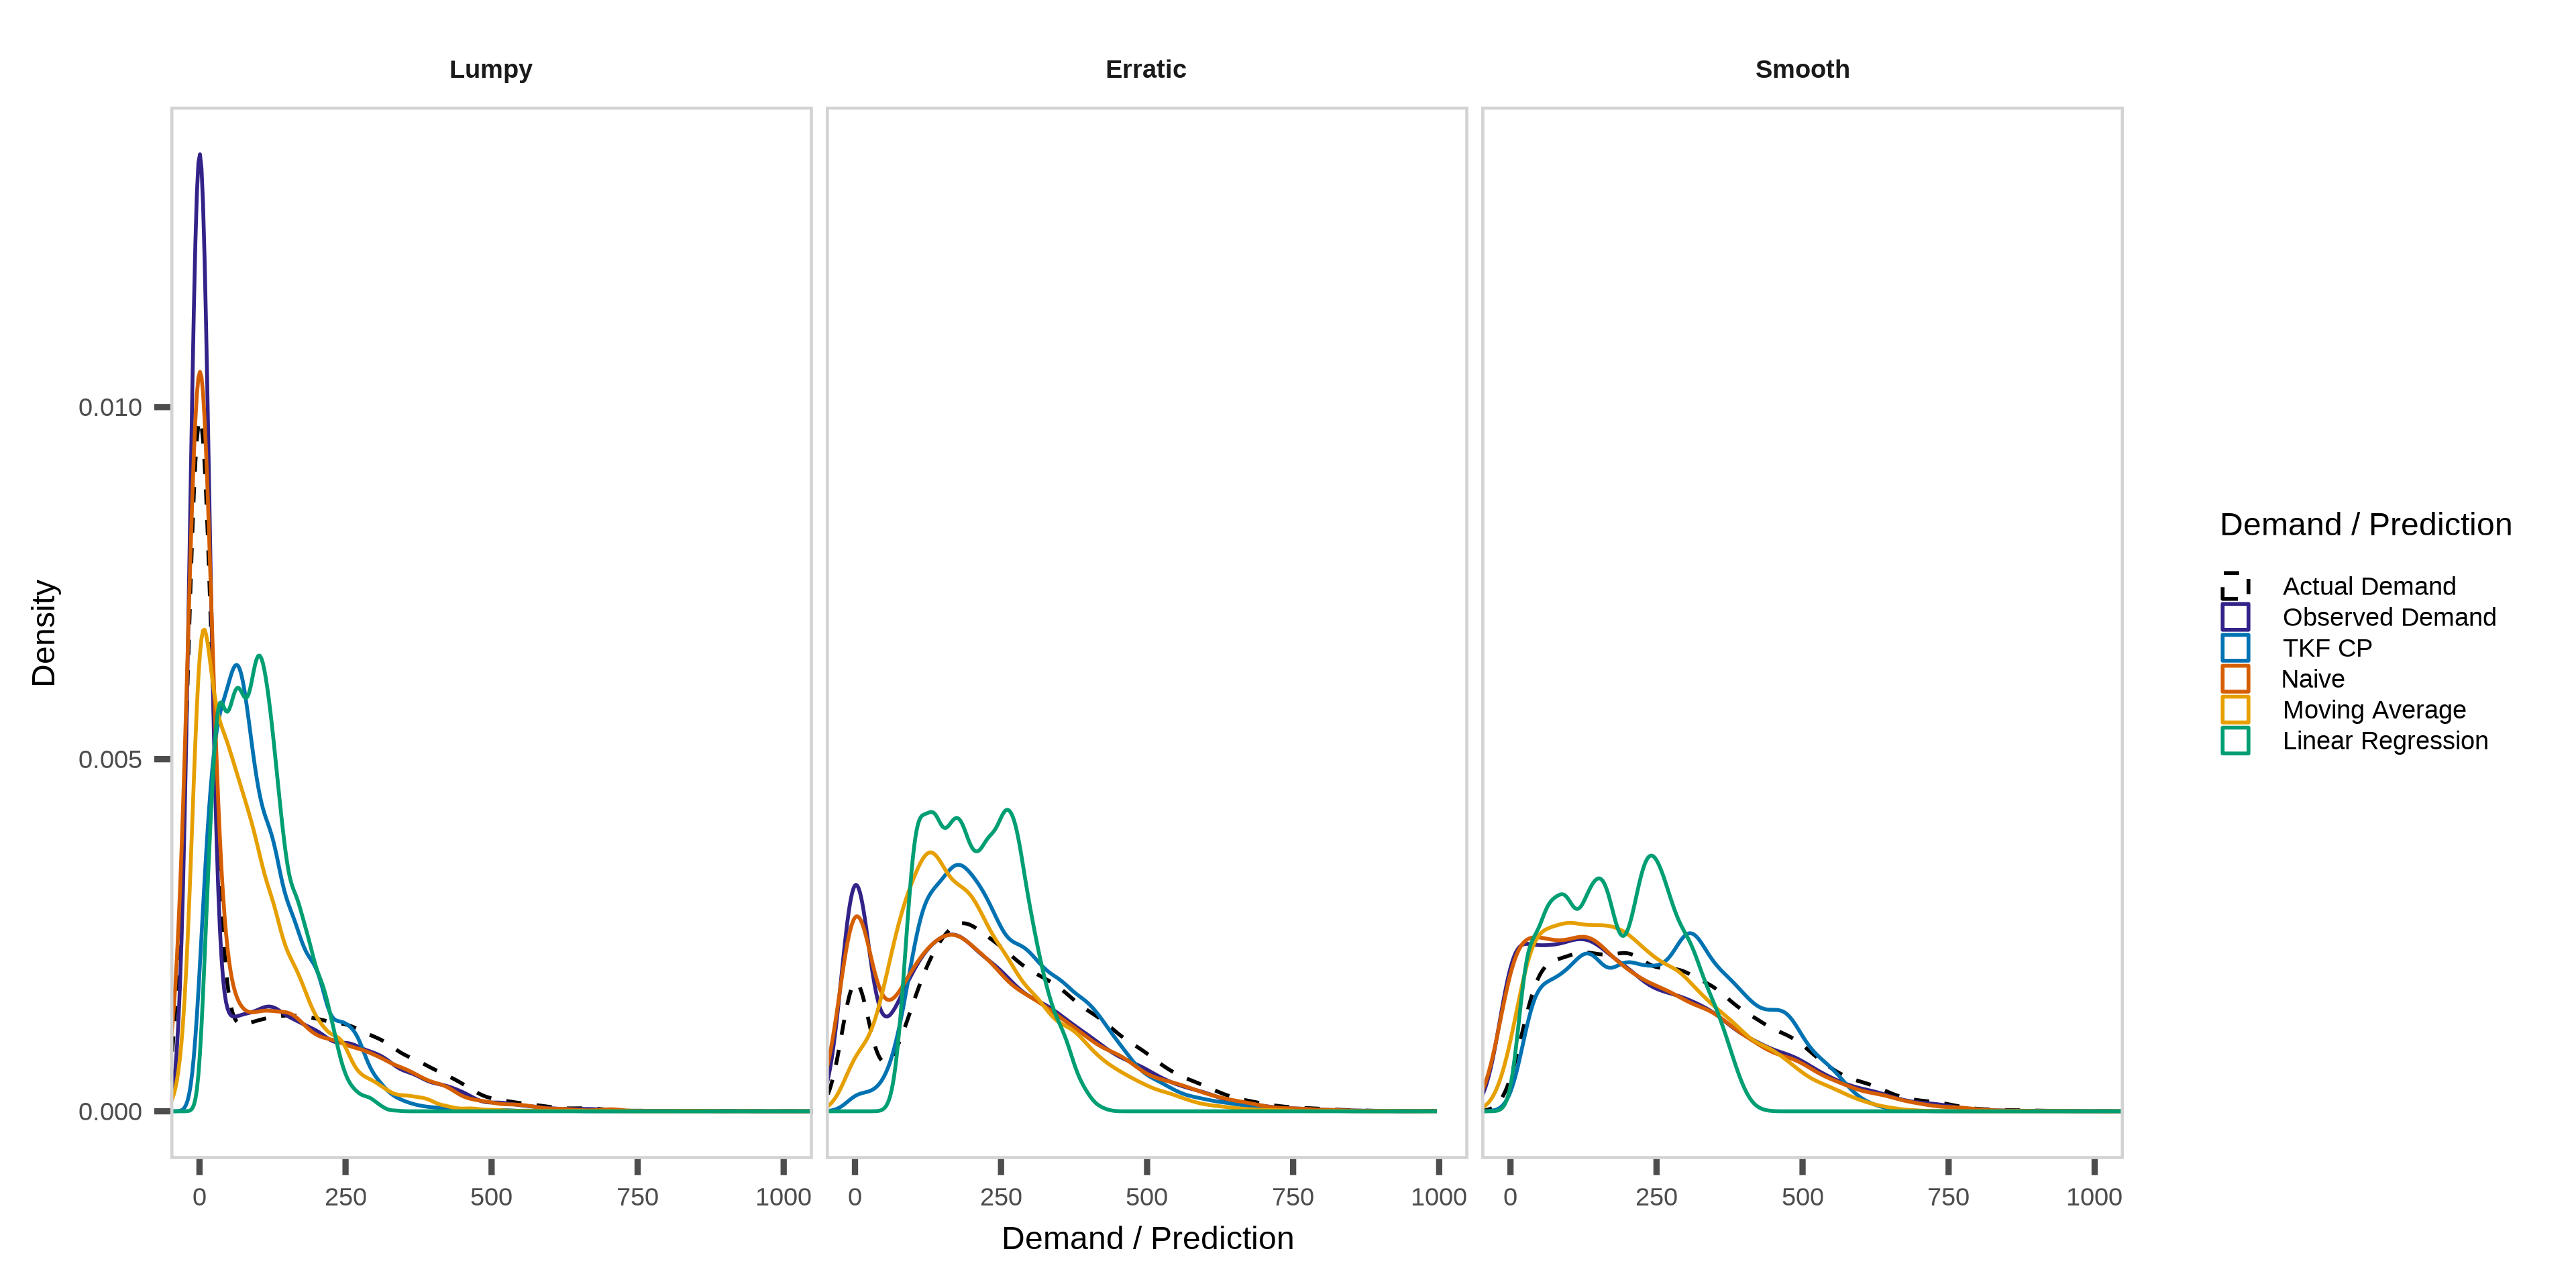 Lumpy
Erratic
Smooth
0.010
0.005
0.000
Density
0 250 500 750 1000
0 250 500 750 1000
0 250 500 750 1000
Demand / Prediction
Demand / Prediction
Actual Demand
Observed Demand
TKF CP
Naive
Moving Average
Linear Regression